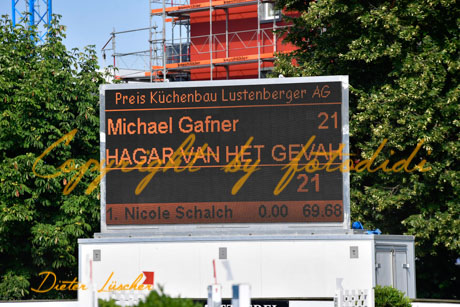 Preis Küchenbau Lustenberger AG
Michael Gafner 21
HAGAR VAN HET GEVAH
21
1. Nicole Schalch 0.00 69.68
Copyright by fotodidi
Dieter Lüscher